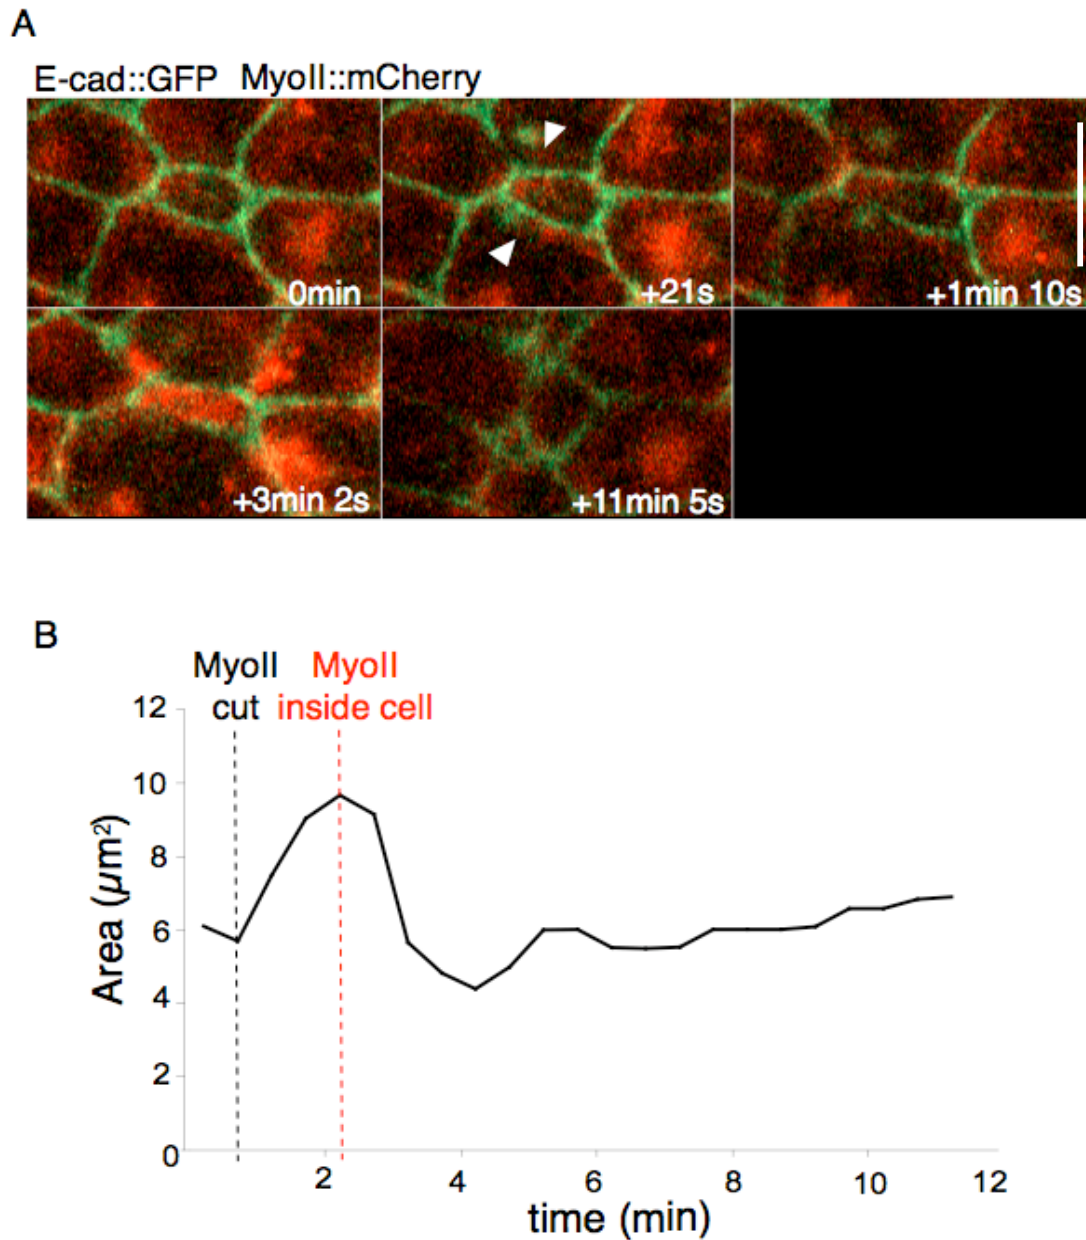 A
E-cad::GFP MyoII::mCherry
0min
+21s
+1min 10s
+3min 2s
+11min 5s
B
MyoII MyoII
cut inside cell
12
10
8
6
4
2
0
Area (µm²)
2 4 6 8 10 12
time (min)